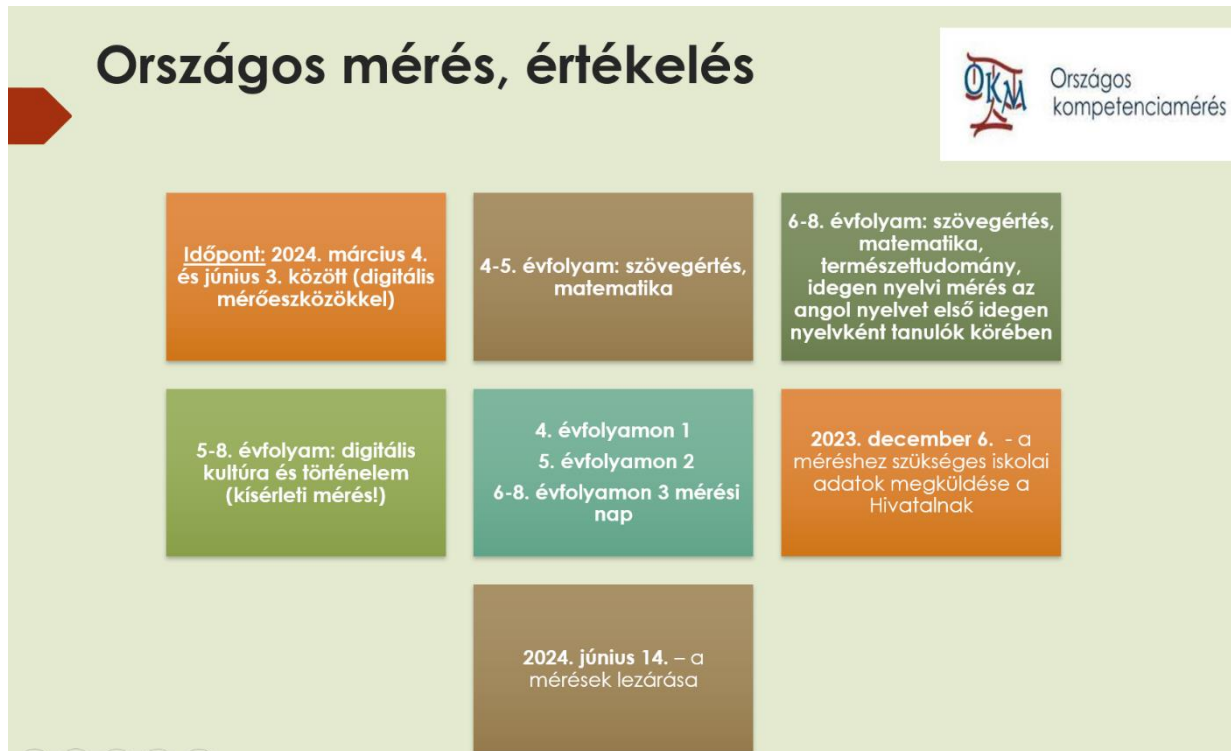 Országos mérés, értékelés
OKM
Országos
kompetenciamérés
Időpont: 2024. március 4.
és június 3. között (digitális
mérőeszközökkel)
4-5. évfolyam: szövegértés,
matematika
6-8. évfolyam: szövegértés,
matematika,
természettudomány,
idegen nyelvi mérés az
angol nyelvet első idegen
nyelvként tanulók körében
5-8. évfolyam: digitális
kultúra és történelem
(kísérleti mérés!)
4. évfolyamon 1
5. évfolyamon 2
6-8. évfolyamon 3 mérési
nap
2023. december 6. - a
méréshez szükséges iskolai
adatok megküldése a
Hivatalnak
2024. június 14. – a
mérések lezárása